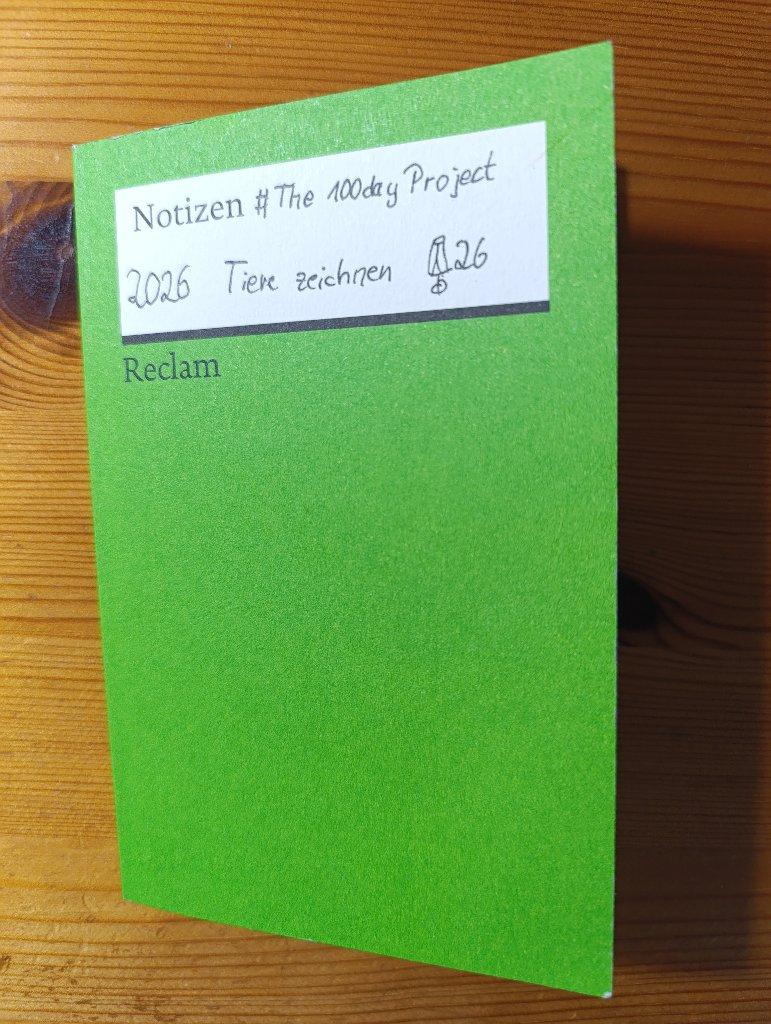 Notizen #The 100day Project
2026 Tiere zeichnen 26
Reclam